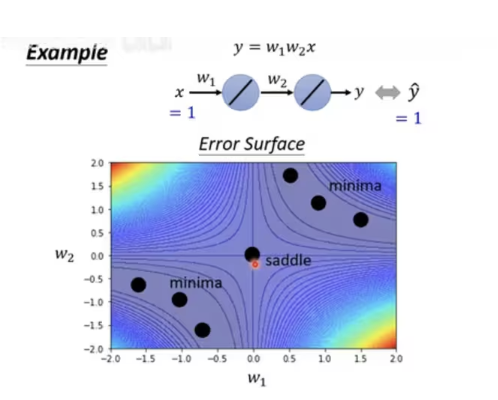 Example
y = w₁w₂x
x w₁ w₂ y ŷ
= 1 = 1
Error Surface
2.0
1.5
1.0
0.5
0.0
−0.5
−1.0
−1.5
−2.0
w₂
minima
saddle
minima
−2.0 −1.5 −1.0 −0.5 0.0 0.5 1.0 1.5 2.0
w₁